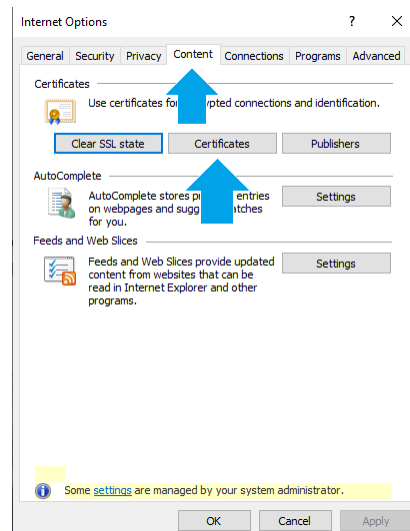 Internet Options
General Security Privacy Content Connections Programs Advanced
Certificates
Use certificates for ypted connections and identification.
Clear SSL state Certificates Publishers
AutoComplete
AutoComplete stores entries Settings
on webpages and atches
for you.
Feeds and Web Slices
Feeds and Web Slices provide updated Settings
content from websites that can be
read in Internet Explorer and other
programs.
Some settings are managed by your system administrator.
OK Cancel Apply